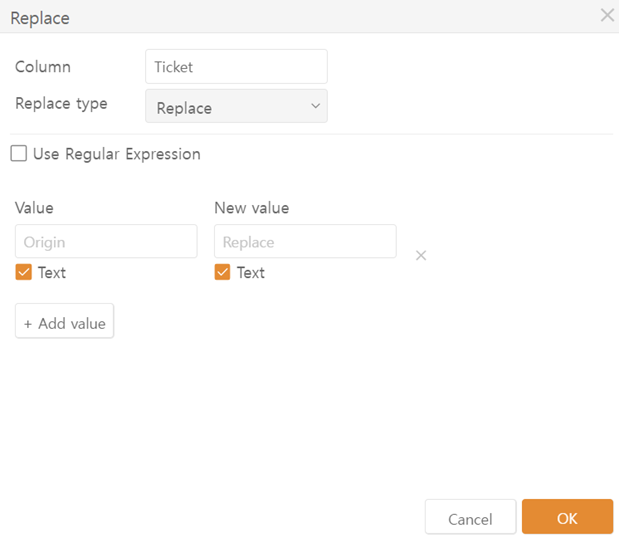 Replace
Column Ticket
Replace type Replace
Use Regular Expression
Value New value
Origin Replace
Text Text
+ Add value
Cancel OK